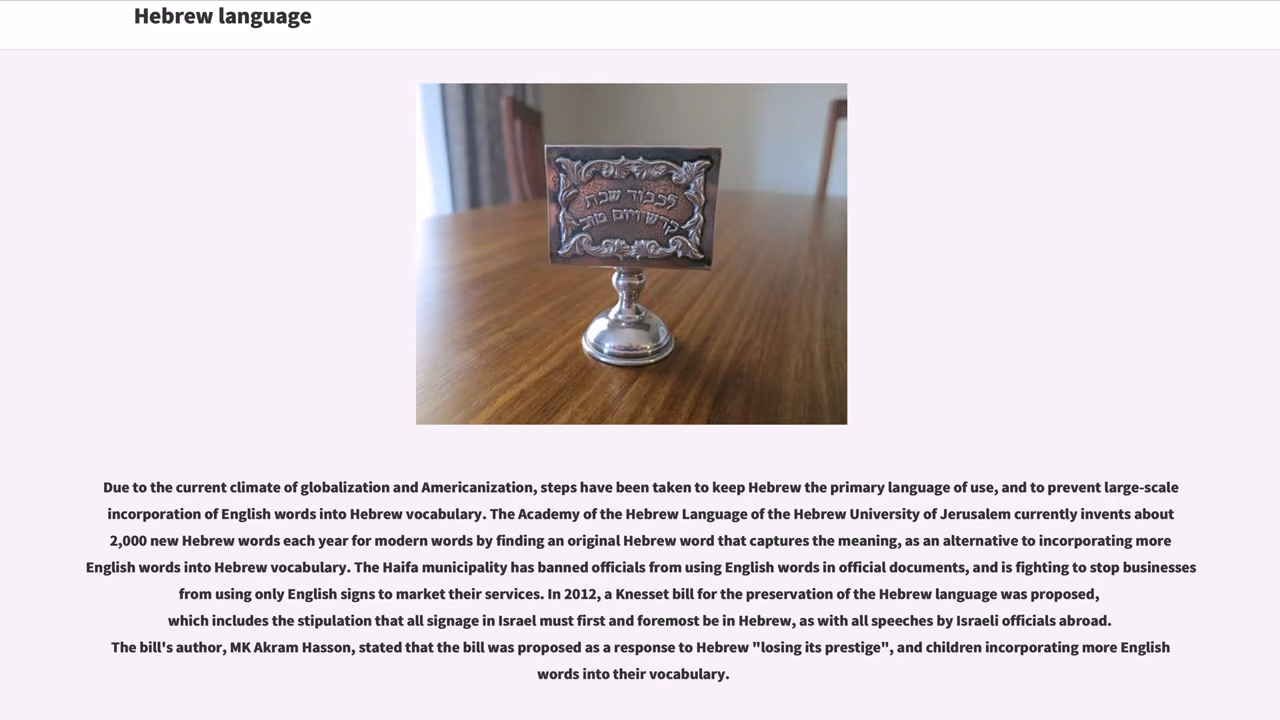 Hebrew language
לכבוד שבת
קדש ויום טוב
Due to the current climate of globalization and Americanization, steps have been taken to keep Hebrew the primary language of use, and to prevent large-scale
incorporation of English words into Hebrew vocabulary. The Academy of the Hebrew Language of the Hebrew University of Jerusalem currently invents about
2,000 new Hebrew words each year for modern words by finding an original Hebrew word that captures the meaning, as an alternative to incorporating more
English words into Hebrew vocabulary. The Haifa municipality has banned officials from using English words in official documents, and is fighting to stop businesses
from using only English signs to market their services. In 2012, a Knesset bill for the preservation of the Hebrew language was proposed,
which includes the stipulation that all signage in Israel must first and foremost be in Hebrew, as with all speeches by Israeli officials abroad.
The bill's author, MK Akram Hasson, stated that the bill was proposed as a response to Hebrew "losing its prestige", and children incorporating more English
words into their vocabulary.